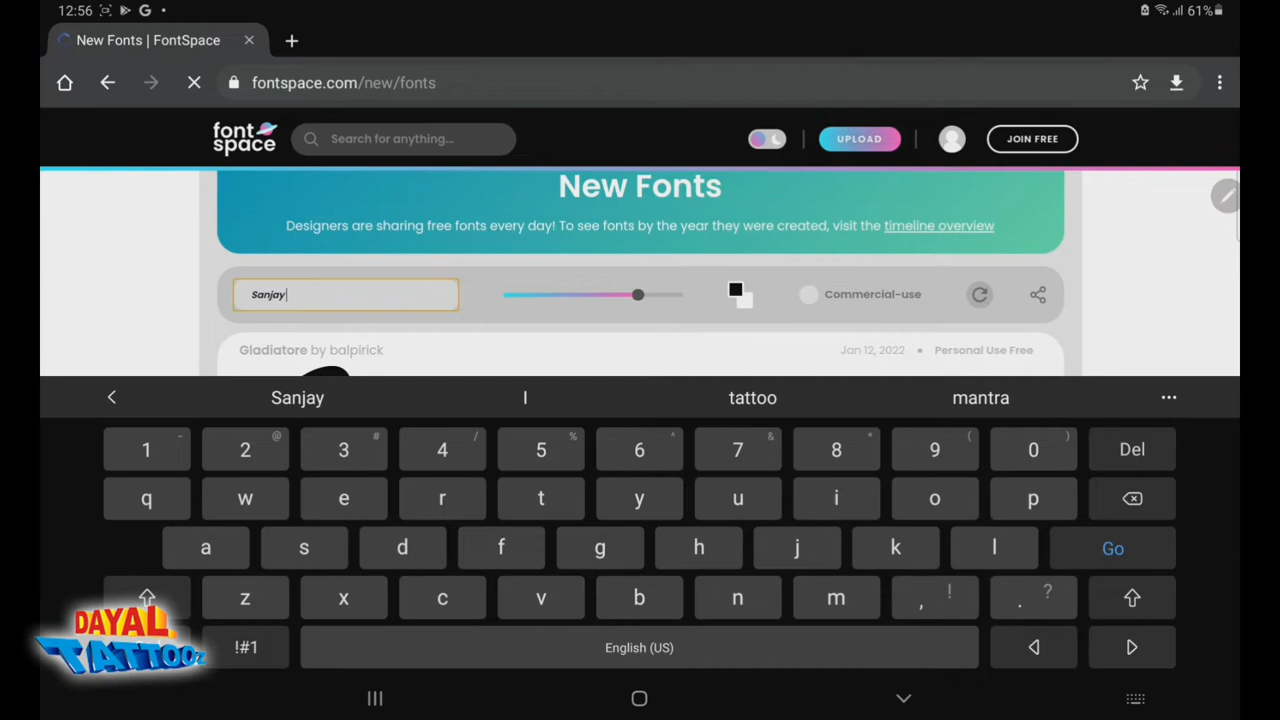 12:56 G 61%
New Fonts | FontSpace
fontspace.com/new/fonts
font space Search for anything... UPLOAD JOIN FREE
New Fonts
Designers are sharing free fonts every day! To see fonts by the year they were created, visit the timeline overview
Sanjay Commercial-use
Gladiatore by balpirick Jan 12, 2022 • Personal Use Free
Sanjay I tattoo mantra ...
1 - 2 @ 3 # 4 / 5 % 6 ^ 7 & 8 * 9 ( 0 ) Del
q w e r t y u i o p
a s d f g h j k l Go
z x c v b n m , ! . ?
!#1 English (US)
DAYAL
TATTOOZ